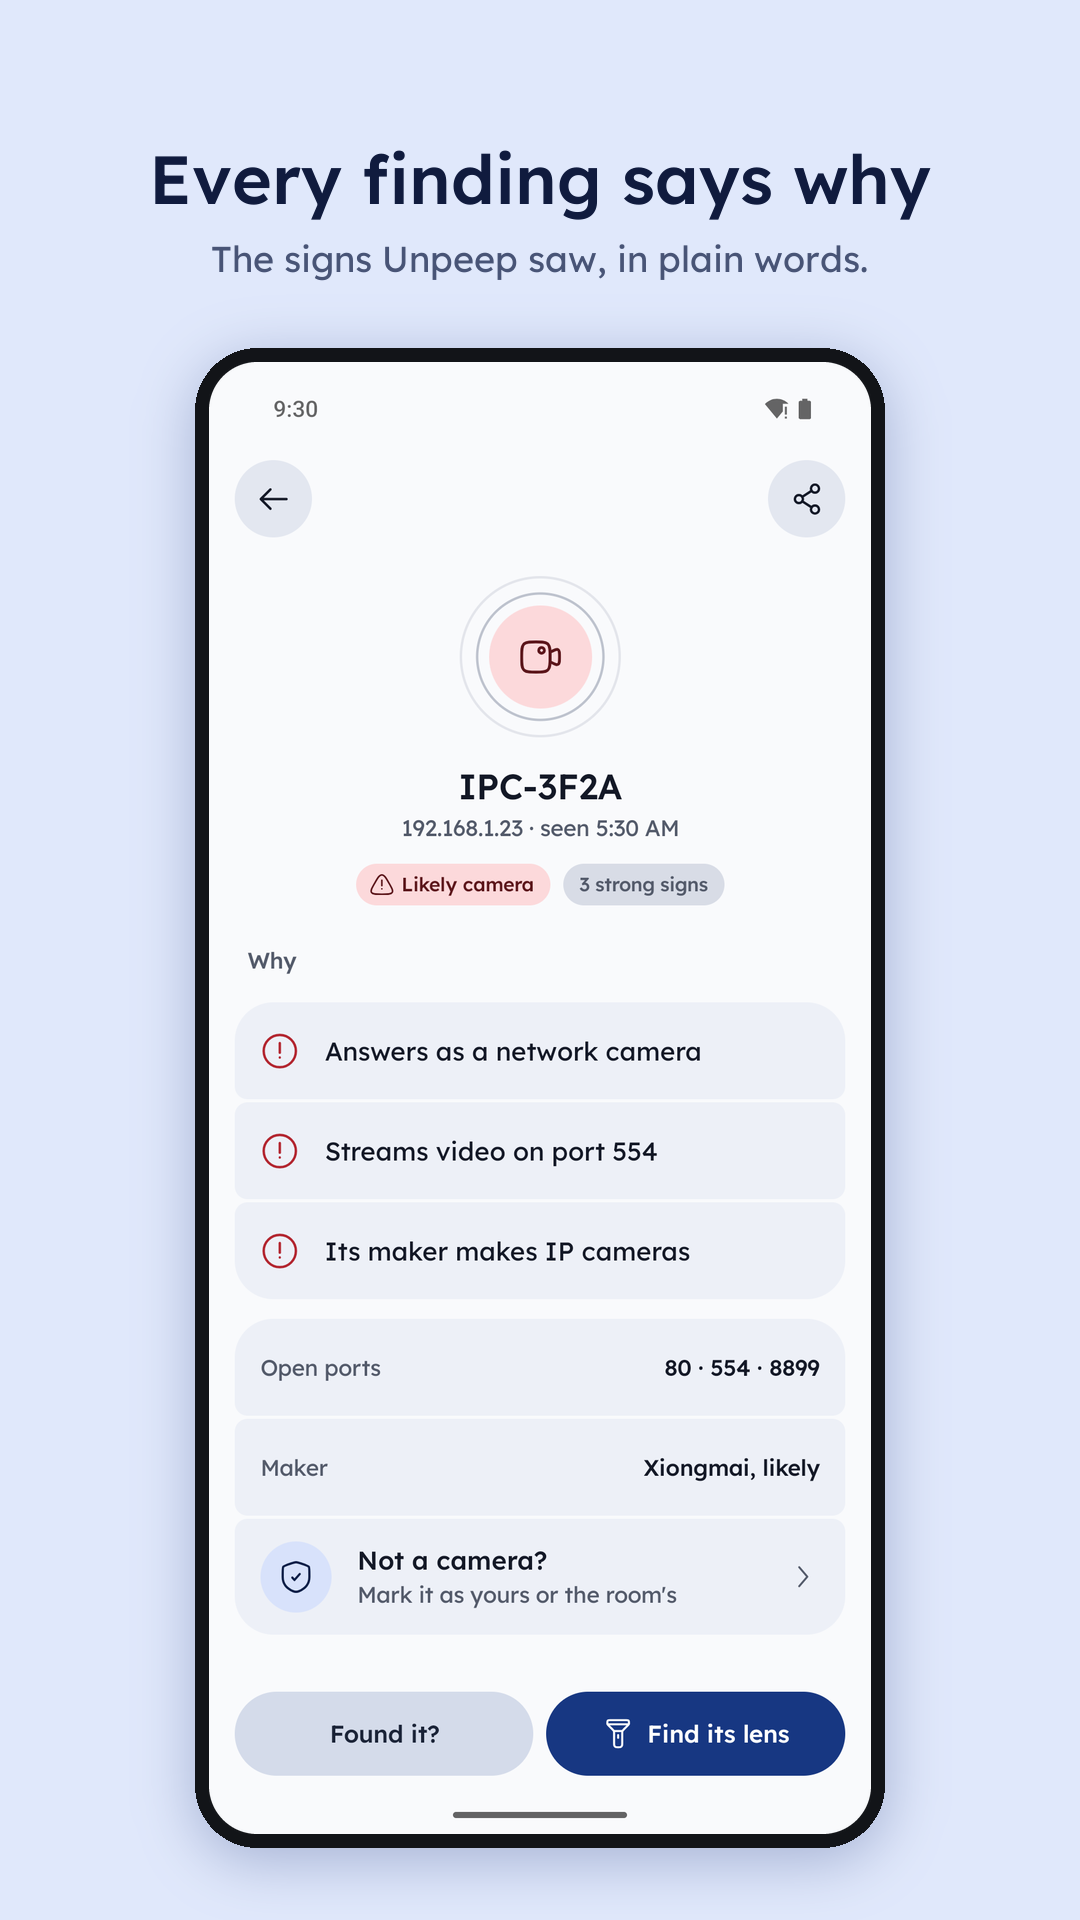 Every finding says why
The signs Unpeep saw, in plain words.
9:30
IPC-3F2A
192.168.1.23 · seen 5:30 AM
Likely camera
3 strong signs
Why
Answers as a network camera
Streams video on port 554
Its maker makes IP cameras
Open ports
80 · 554 · 8899
Maker
Xiongmai, likely
Not a camera?
Mark it as yours or the room's
Found it?
Find its lens